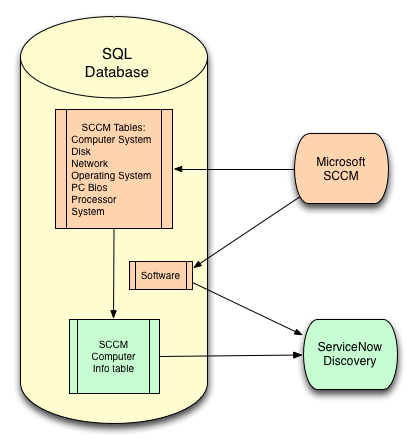 SQL
Database
SCCM Tables:
Computer System
Disk
Network
Operating System
PC Bios
Processor
System
Microsoft
SCCM
Software
SCCM
Computer
Info table
ServiceNow
Discovery